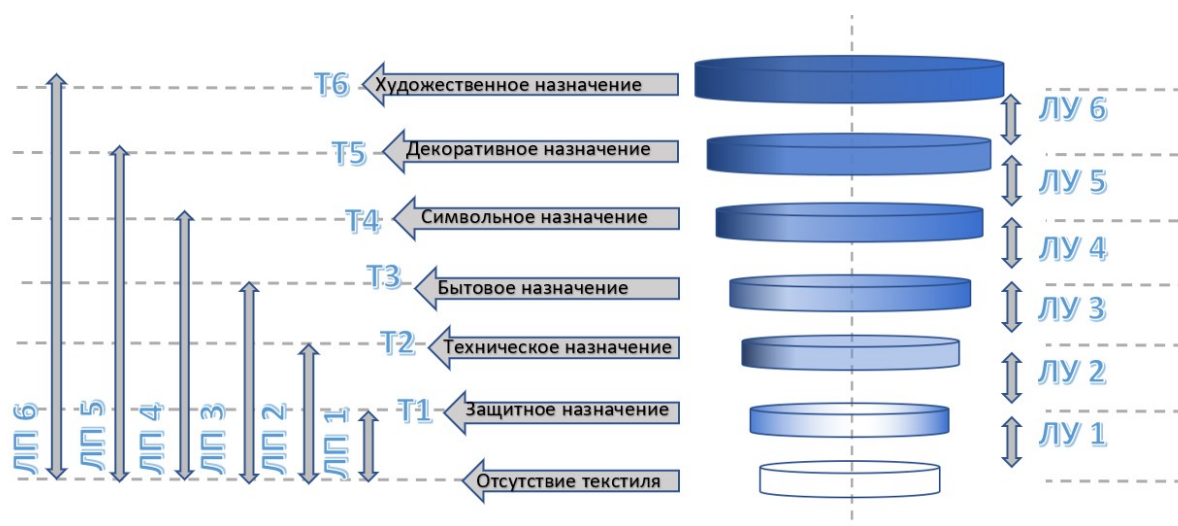 Т6 Художественное назначение
ЛУ 6
Т5 Декоративное назначение
ЛУ 5
Т4 Символьное назначение
ЛУ 4
Т3 Бытовое назначение
ЛУ 3
Т2 Техническое назначение
ЛУ 2
Т1 Защитное назначение
ЛУ 1
Отсутствие текстиля
ЛП 6
ЛП 5
ЛП 4
ЛП 3
ЛП 2
ЛП 1